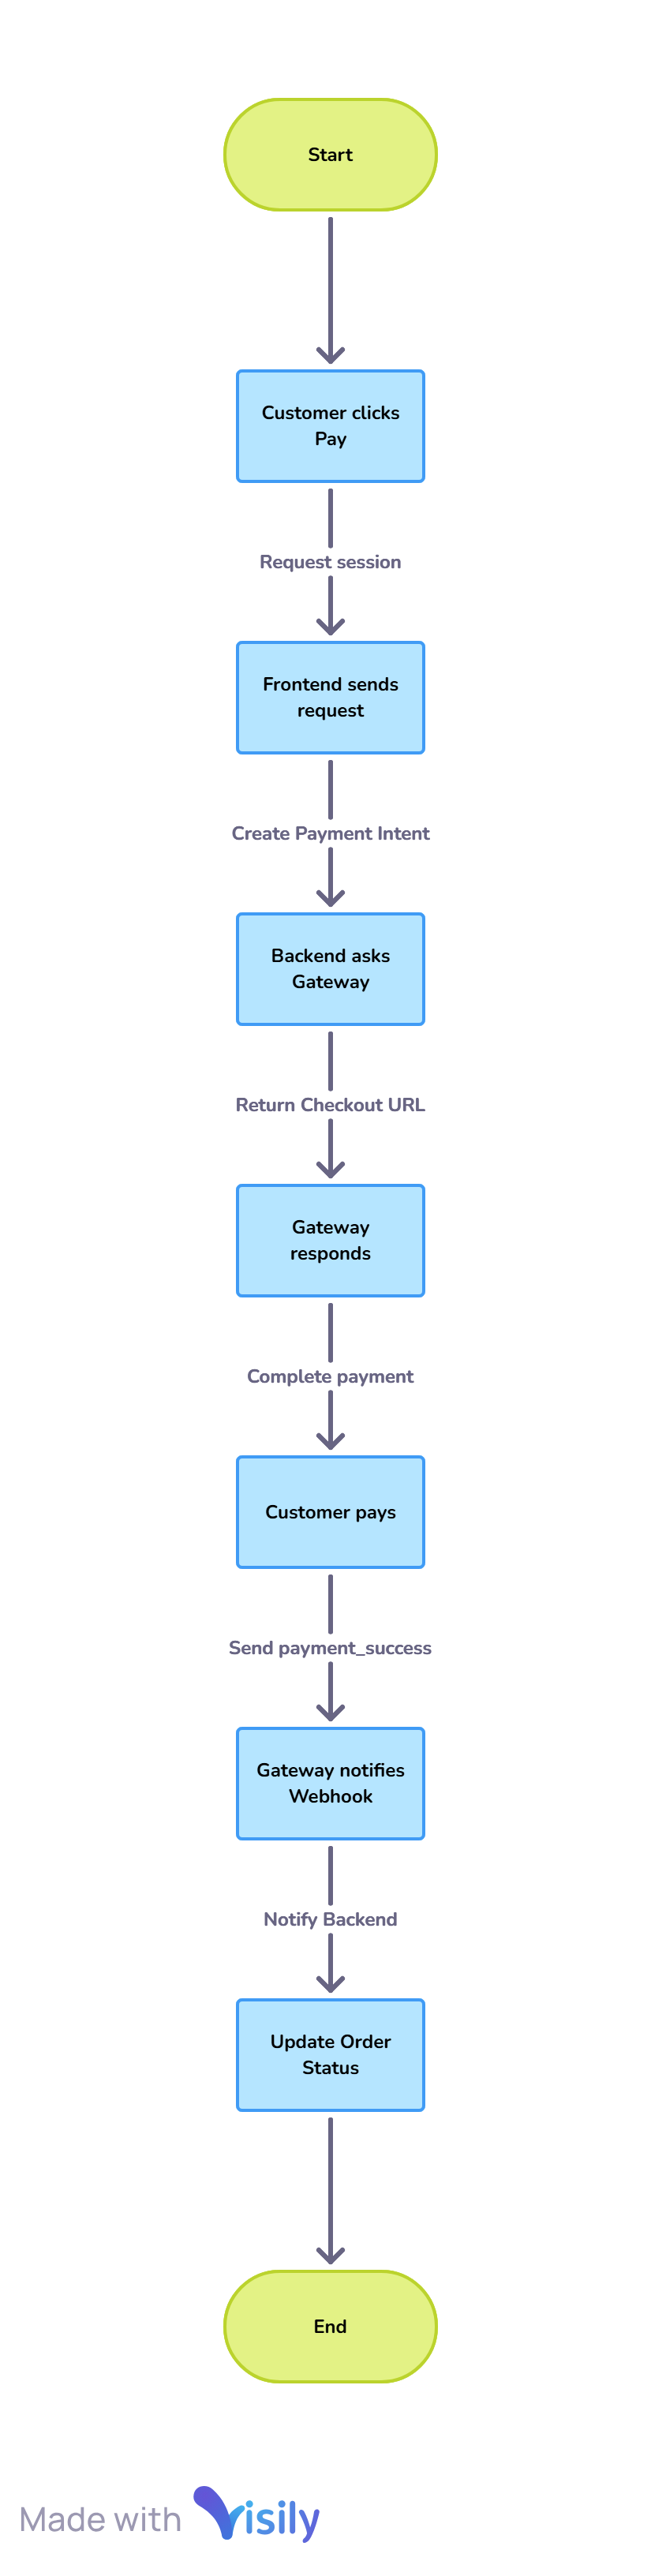 Start
Customer clicks
Pay
Request session
Frontend sends
request
Create Payment Intent
Backend asks
Gateway
Return Checkout URL
Gateway
responds
Complete payment
Customer pays
Send payment_success
Gateway notifies
Webhook
Notify Backend
Update Order
Status
End
Made with Visily